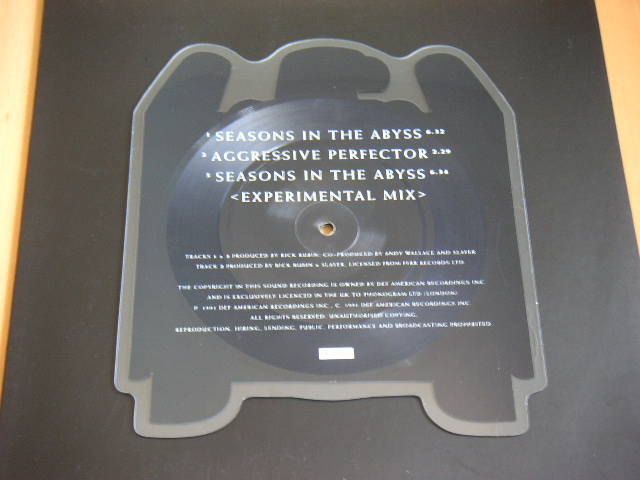 1 SEASONS IN THE ABYSS 6.32
2 AGGRESSIVE PERFECTOR 2.29
3 SEASONS IN THE ABYSS 6.36
<EXPERIMENTAL MIX>
TRACKS 1 & 3 PRODUCED BY RICK RUBIN: CO-PRODUCED BY ANDY WALLACE AND SLAYER
TRACK 2 PRODUCED BY RICK RUBIN & SLAYER. LICENSED FROM RECORDS LTD.
THE COPYRIGHT IN THIS SOUND RECORDING IS OWNED BY DEF AMERICAN RECORDINGS INC.
AND IS EXCLUSIVELY LICENCED IN THE UK TO PHONOGRAM LTD (LONDON).
P 1991 DEF AMERICAN RECORDINGS INC., C 1991 DEF AMERICAN RECORDINGS INC.
ALL RIGHTS RESERVED. UNAUTHORISED COPYING,
REPRODUCTION, HIRING, LENDING, PUBLIC, PERFORMANCE AND BROADCASTING PROHIBITED.